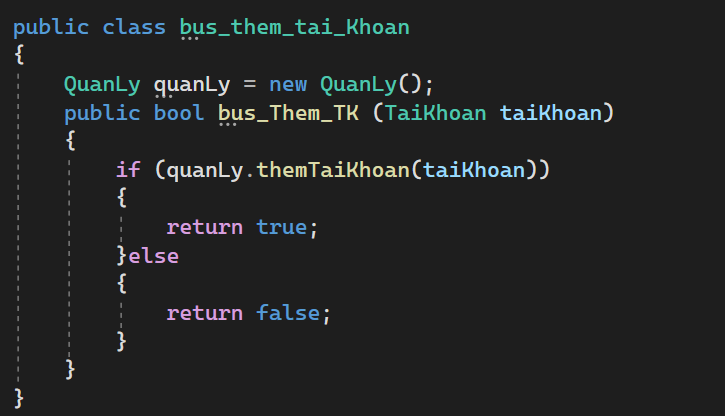 public class bus_them_tai_Khoan
{
QuanLy quanLy = new QuanLy();
public bool bus_Them_TK (TaiKhoan taiKhoan)
{
if (quanLy.themTaiKhoan(taiKhoan))
{
return true;
}else
{
return false;
}
}
}